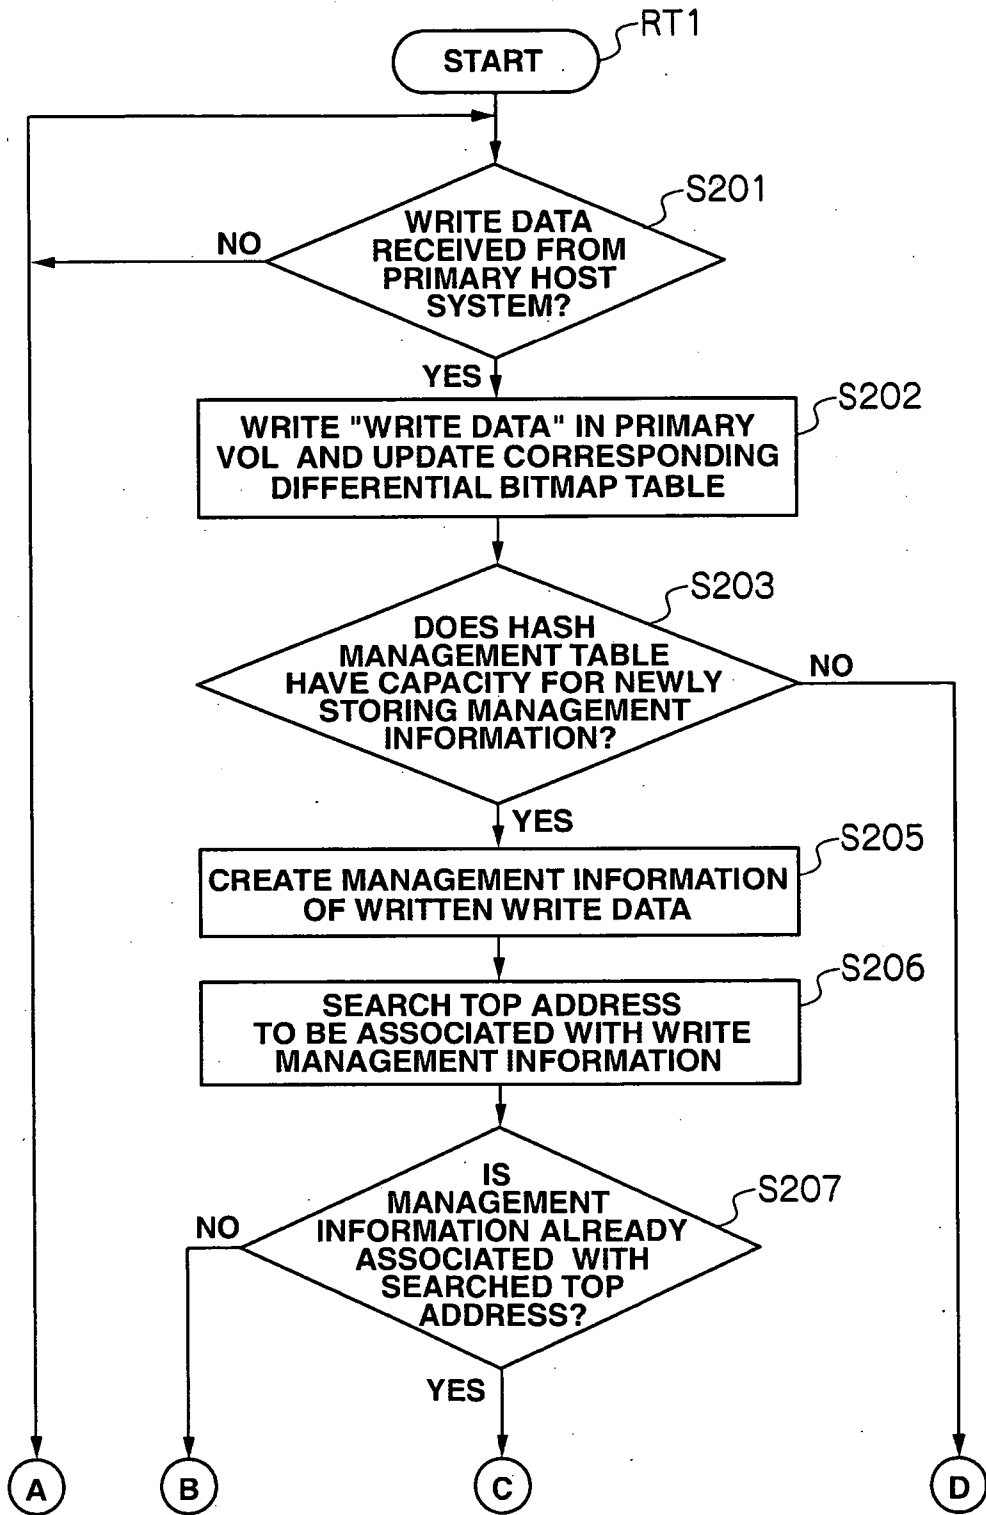 RT1
START
S201
WRITE DATA
RECEIVED FROM
PRIMARY HOST
SYSTEM?
NO
YES
S202
WRITE "WRITE DATA" IN PRIMARY
VOL AND UPDATE CORRESPONDING
DIFFERENTIAL BITMAP TABLE
S203
DOES HASH
MANAGEMENT TABLE
HAVE CAPACITY FOR NEWLY
STORING MANAGEMENT
INFORMATION?
NO
YES
S205
CREATE MANAGEMENT INFORMATION
OF WRITTEN WRITE DATA
S206
SEARCH TOP ADDRESS
TO BE ASSOCIATED WITH WRITE
MANAGEMENT INFORMATION
S207
IS
MANAGEMENT
INFORMATION ALREADY
ASSOCIATED WITH
SEARCHED TOP
ADDRESS?
NO
YES
A
B
C
D